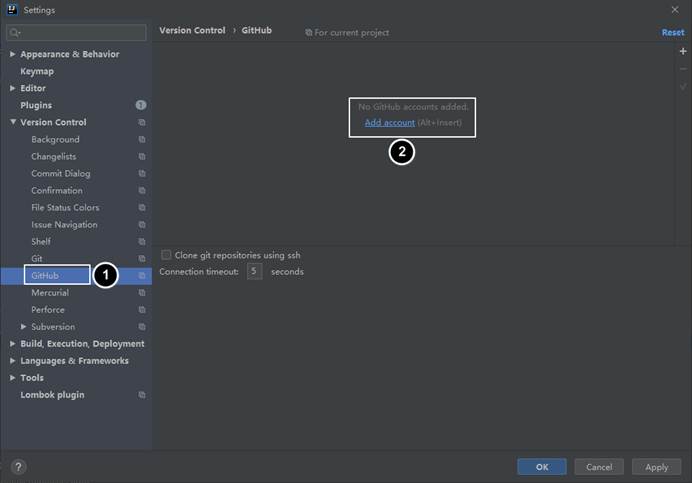 Settings
Version Control › GitHub
For current project
Reset
Appearance & Behavior
Keymap
Editor
Plugins 1
Version Control
Background
Changelists
Commit Dialog
Confirmation
File Status Colors
Issue Navigation
Shelf
Git
GitHub
Mercurial
Perforce
Subversion
Build, Execution, Deployment
Languages & Frameworks
Tools
Lombok plugin
1
No GitHub accounts added.
Add account (Alt+Insert)
2
Clone git repositories using ssh
Connection timeout: 5 seconds
?
OK
Cancel
Apply